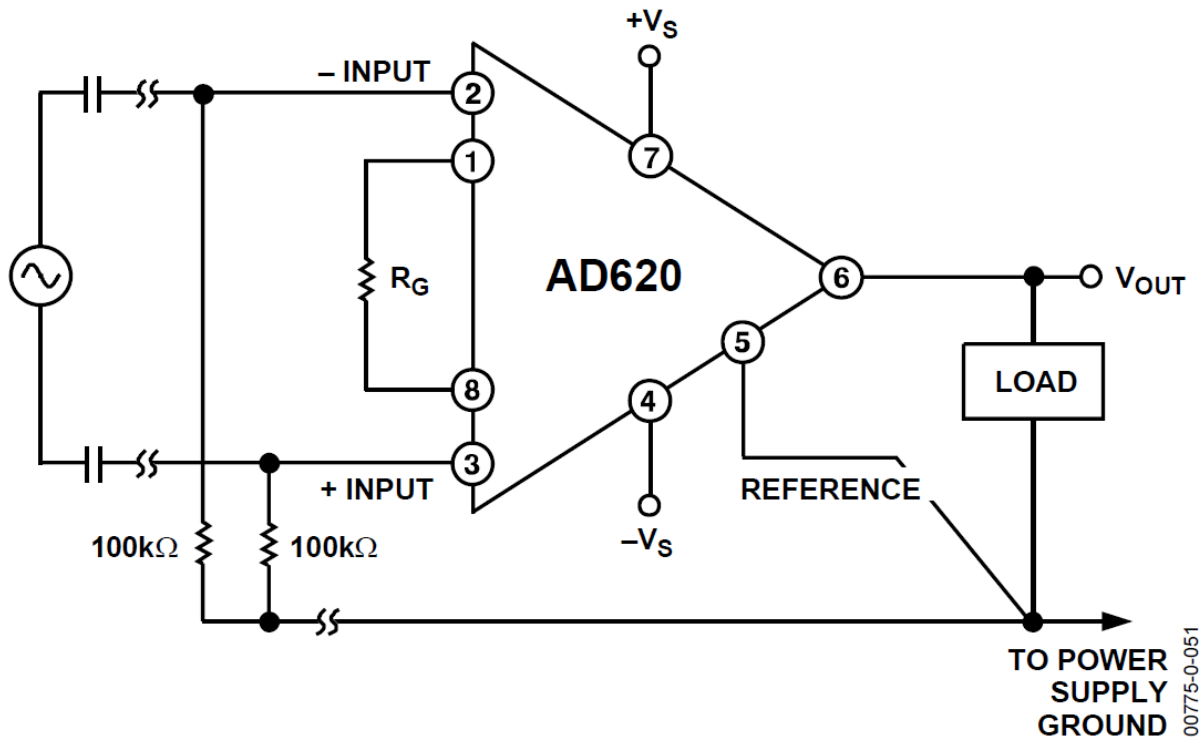 +VS
– INPUT
2
7
1
RG
AD620
6
VOUT
5
LOAD
8
4
3
+ INPUT
REFERENCE
100kΩ
100kΩ
–VS
TO POWER
SUPPLY
GROUND
00775-0-051